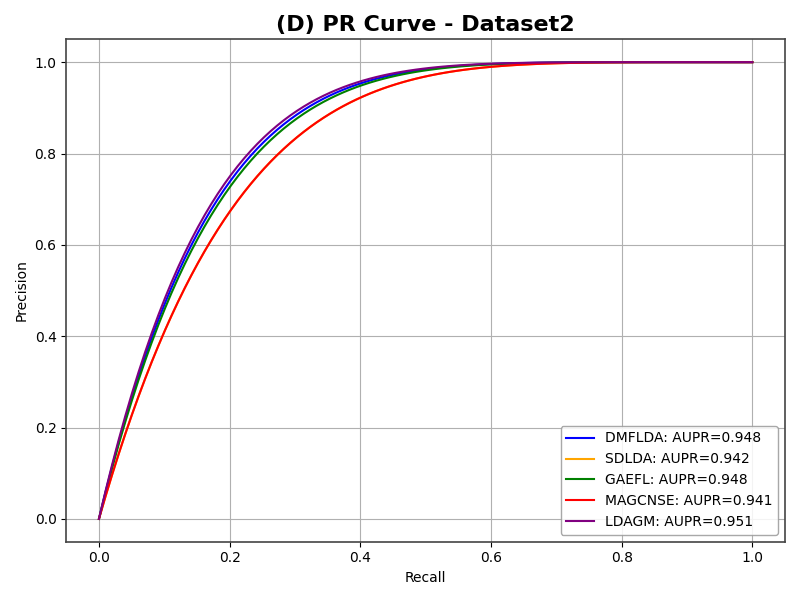 (D) PR Curve - Dataset2
1.0
0.8
0.6
0.4
0.2
0.0
Precision
DMFLDA: AUPR=0.948
SDLDA: AUPR=0.942
GAEFL: AUPR=0.948
MAGCNSE: AUPR=0.941
LDAGM: AUPR=0.951
0.0 0.2 0.4 0.6 0.8 1.0
Recall